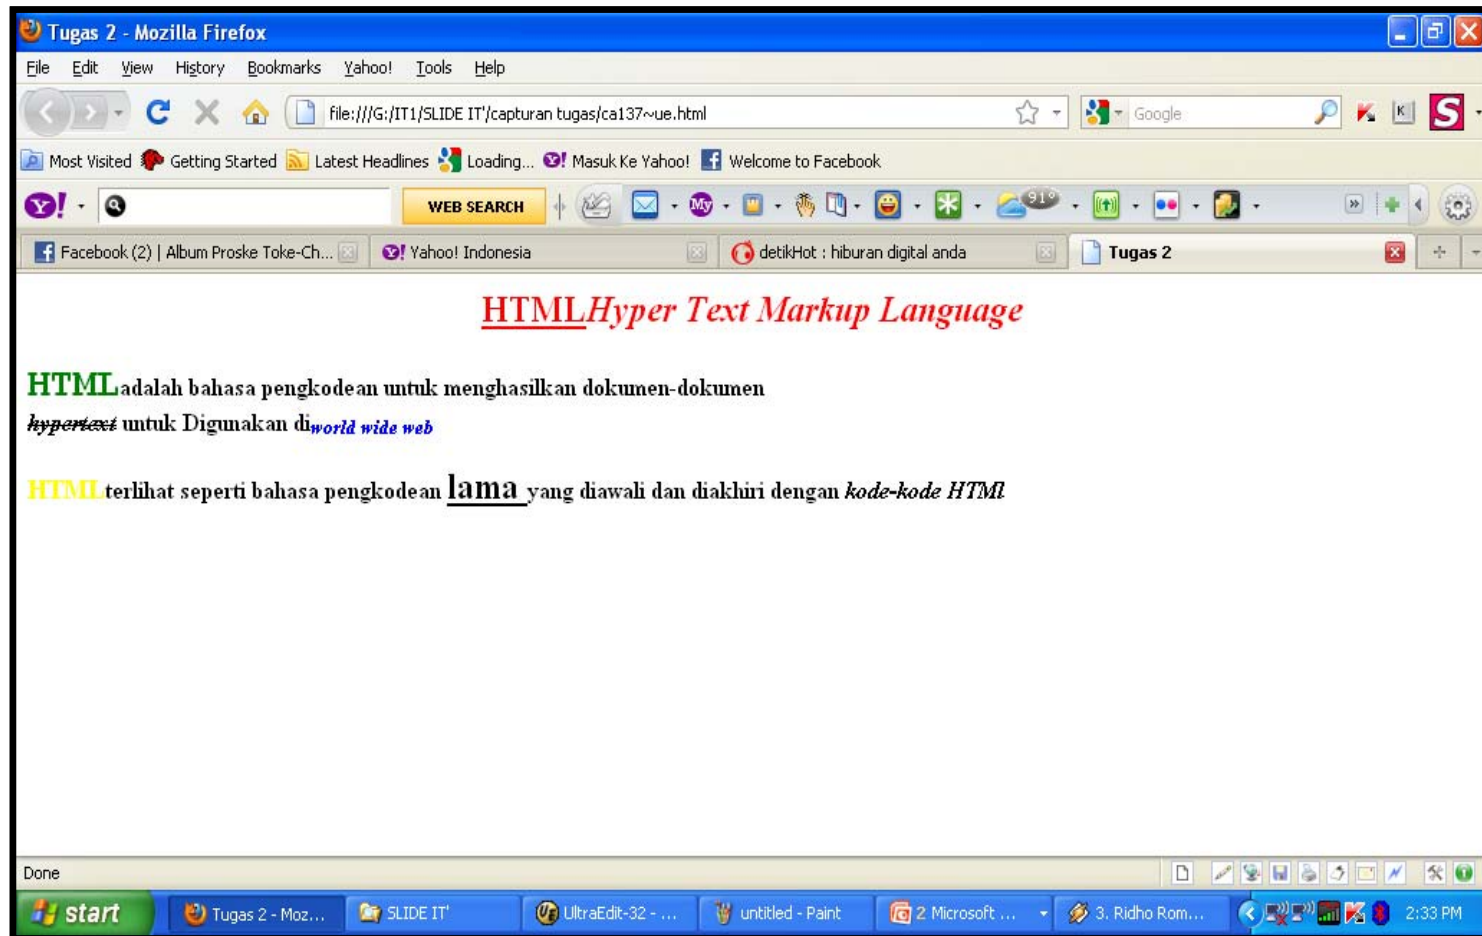 Tugas 2 - Mozilla Firefox
File Edit View History Bookmarks Yahoo! Tools Help
file:///G:/IT1/SLIDE IT'/capturan tugas/ca137~ue.html Google K S
Most Visited Getting Started Latest Headlines Loading... Masuk Ke Yahoo! Welcome to Facebook
Y! WEB SEARCH My 91°
Facebook (2) | Album Proske Toke-Ch... Yahoo! Indonesia detikHot : hiburan digital anda Tugas 2
HTMLHyper Text Markup Language
HTMLadalah bahasa pengkodean untuk menghasilkan dokumen-dokumen
hypertext untuk Digunakan diworld wide web
HTMLterlihat seperti bahasa pengkodean lama yang diawali dan diakhiri dengan kode-kode HTMl
Done
start Tugas 2 - Moz... SLIDE IT' UltraEdit-32 - ... untitled - Paint 2 Microsoft ... 3. Ridho Rom... 2:33 PM